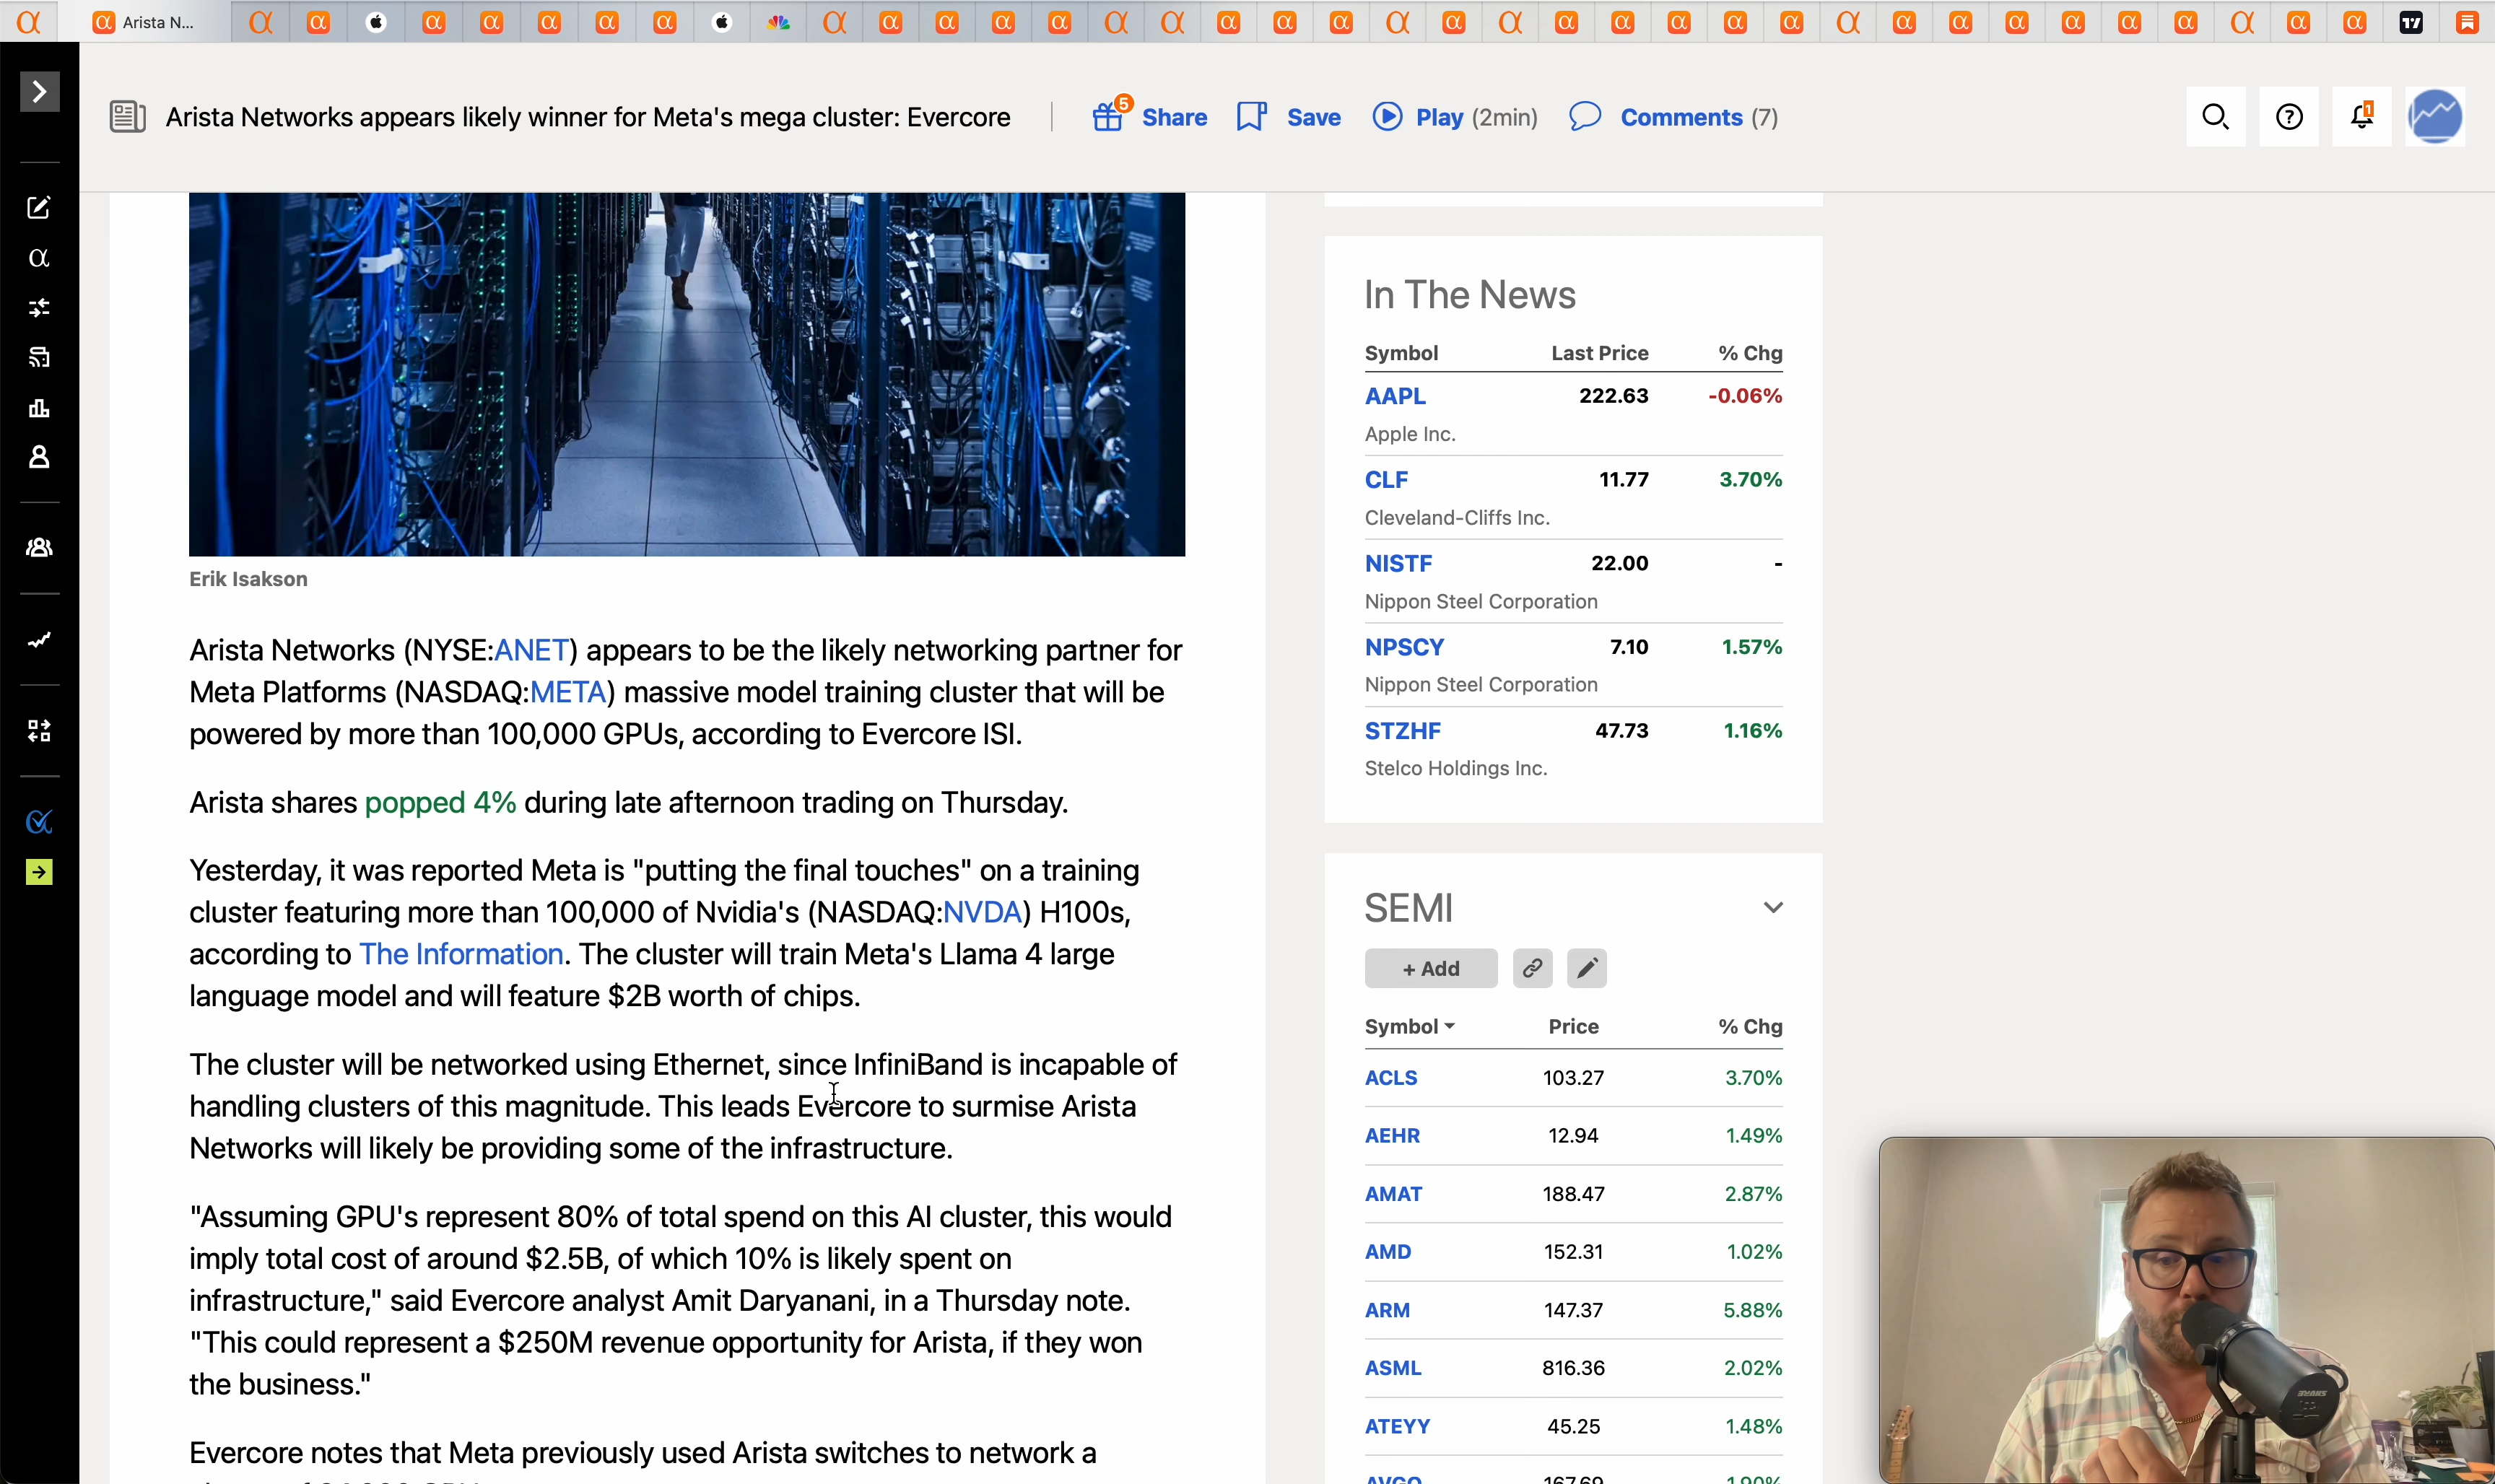 Arista N...
Arista Networks appears likely winner for Meta's mega cluster: Evercore
5
Share
Save
Play (2min)
Comments (7)
1
Erik Isakson
Arista Networks (NYSE:ANET) appears to be the likely networking partner for
Meta Platforms (NASDAQ:META) massive model training cluster that will be
powered by more than 100,000 GPUs, according to Evercore ISI.
Arista shares popped 4% during late afternoon trading on Thursday.
Yesterday, it was reported Meta is "putting the final touches" on a training
cluster featuring more than 100,000 of Nvidia's (NASDAQ:NVDA) H100s,
according to The Information. The cluster will train Meta's Llama 4 large
language model and will feature $2B worth of chips.
The cluster will be networked using Ethernet, since InfiniBand is incapable of
handling clusters of this magnitude. This leads Evercore to surmise Arista
Networks will likely be providing some of the infrastructure.
"Assuming GPU's represent 80% of total spend on this AI cluster, this would
imply total cost of around $2.5B, of which 10% is likely spent on
infrastructure," said Evercore analyst Amit Daryanani, in a Thursday note.
"This could represent a $250M revenue opportunity for Arista, if they won
the business."
Evercore notes that Meta previously used Arista switches to network a
In The News
Symbol Last Price % Chg
AAPL 222.63 -0.06%
Apple Inc.
CLF 11.77 3.70%
Cleveland-Cliffs Inc.
NISTF 22.00 -
Nippon Steel Corporation
NPSCY 7.10 1.57%
Nippon Steel Corporation
STZHF 47.73 1.16%
Stelco Holdings Inc.
SEMI
+ Add
Symbol Price % Chg
ACLS 103.27 3.70%
AEHR 12.94 1.49%
AMAT 188.47 2.87%
AMD 152.31 1.02%
ARM 147.37 5.88%
ASML 816.36 2.02%
ATEYY 45.25 1.48%
AVGO 167.69 1.90%
SHURE